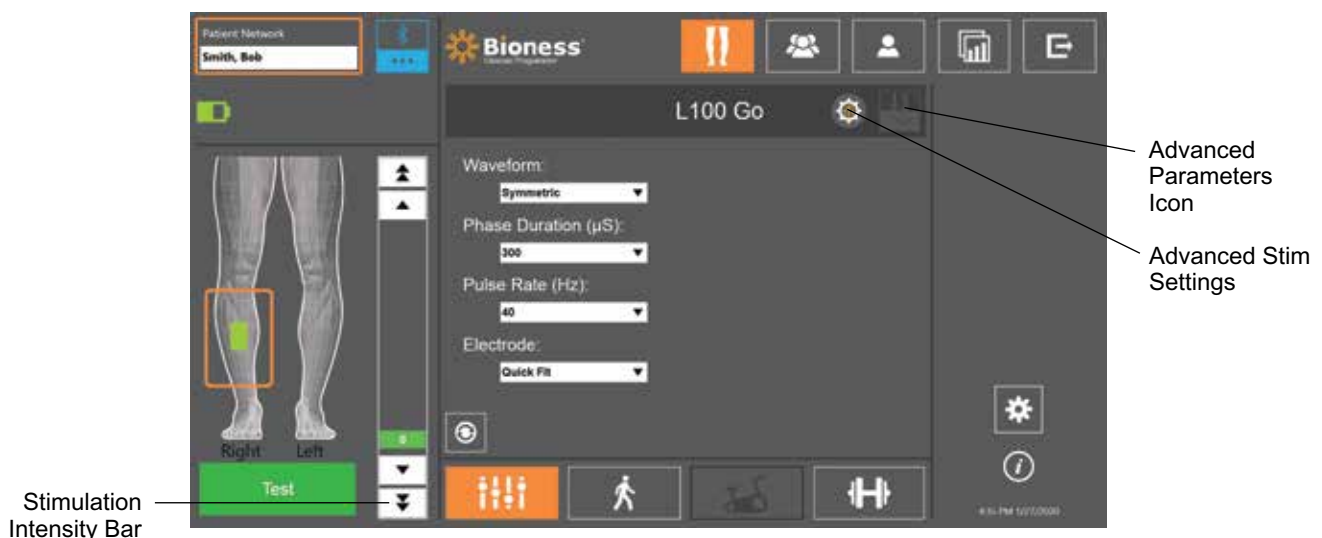 Patient Network
Smith, Bob
Bioness
L100 Go
Waveform:
Symmetric
Phase Duration (µS):
300
Pulse Rate (Hz):
40
Electrode:
Quick Fit
Right
Left
0
Test
Advanced
Parameters
Icon
Advanced Stim
Settings
Stimulation
Intensity Bar